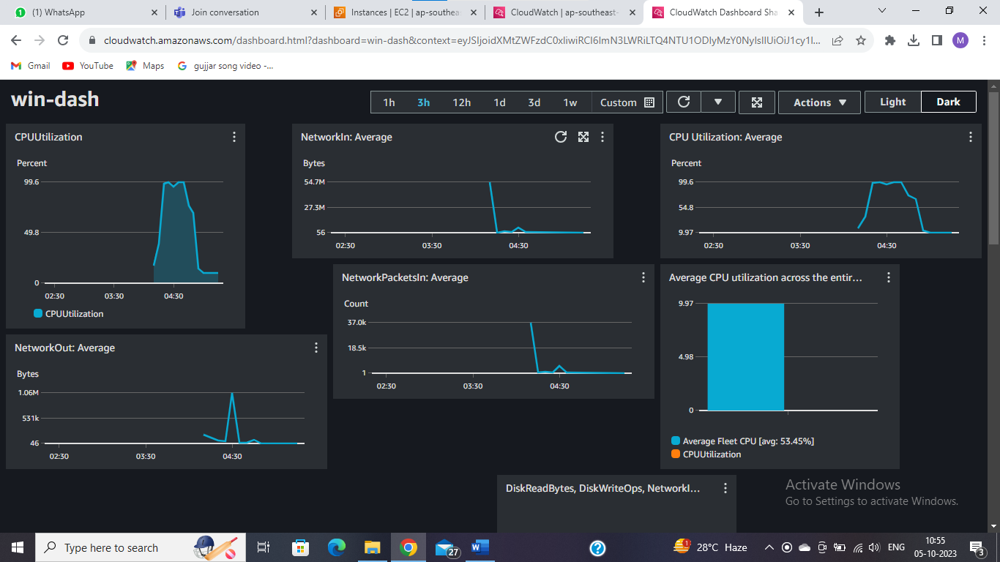 (1) WhatsApp
Join conversation
Instances | EC2 | ap-southea
CloudWatch | ap-southeast-
CloudWatch Dashboard Sha
cloudwatch.amazonaws.com/dashboard.html?dashboard=win-dash&context=eyJSIjoidXMtZWFzdC0xIiwiRCI6ImN3LWRiLTQ4NTU1ODIyMzY0NyIsIlUiOiJ1cy1l...
M
Gmail
YouTube
Maps
gujjar song video -...
win-dash
1h 3h 12h 1d 3d 1w Custom
Actions
Light Dark
CPUUtilization
Percent
99.6
49.8
0
02:30 03:30 04:30
CPUUtilization
NetworkIn: Average
Bytes
54.7M
27.3M
56
02:30 03:30 04:30
CPU Utilization: Average
Percent
99.6
54.8
9.97
02:30 03:30 04:30
NetworkPacketsIn: Average
Count
37.0k
18.5k
1
02:30 03:30 04:30
Average CPU utilization across the entir...
9.97
4.98
0
Average Fleet CPU [avg: 53.45%]
CPUUtilization
NetworkOut: Average
Bytes
1.06M
531k
46
02:30 03:30 04:30
DiskReadBytes, DiskWriteOps, NetworkI...
Activate Windows
Go to Settings to activate Windows.
Type here to search
27
W
1
28°C Haze
ENG
10:55
05-10-2023
3